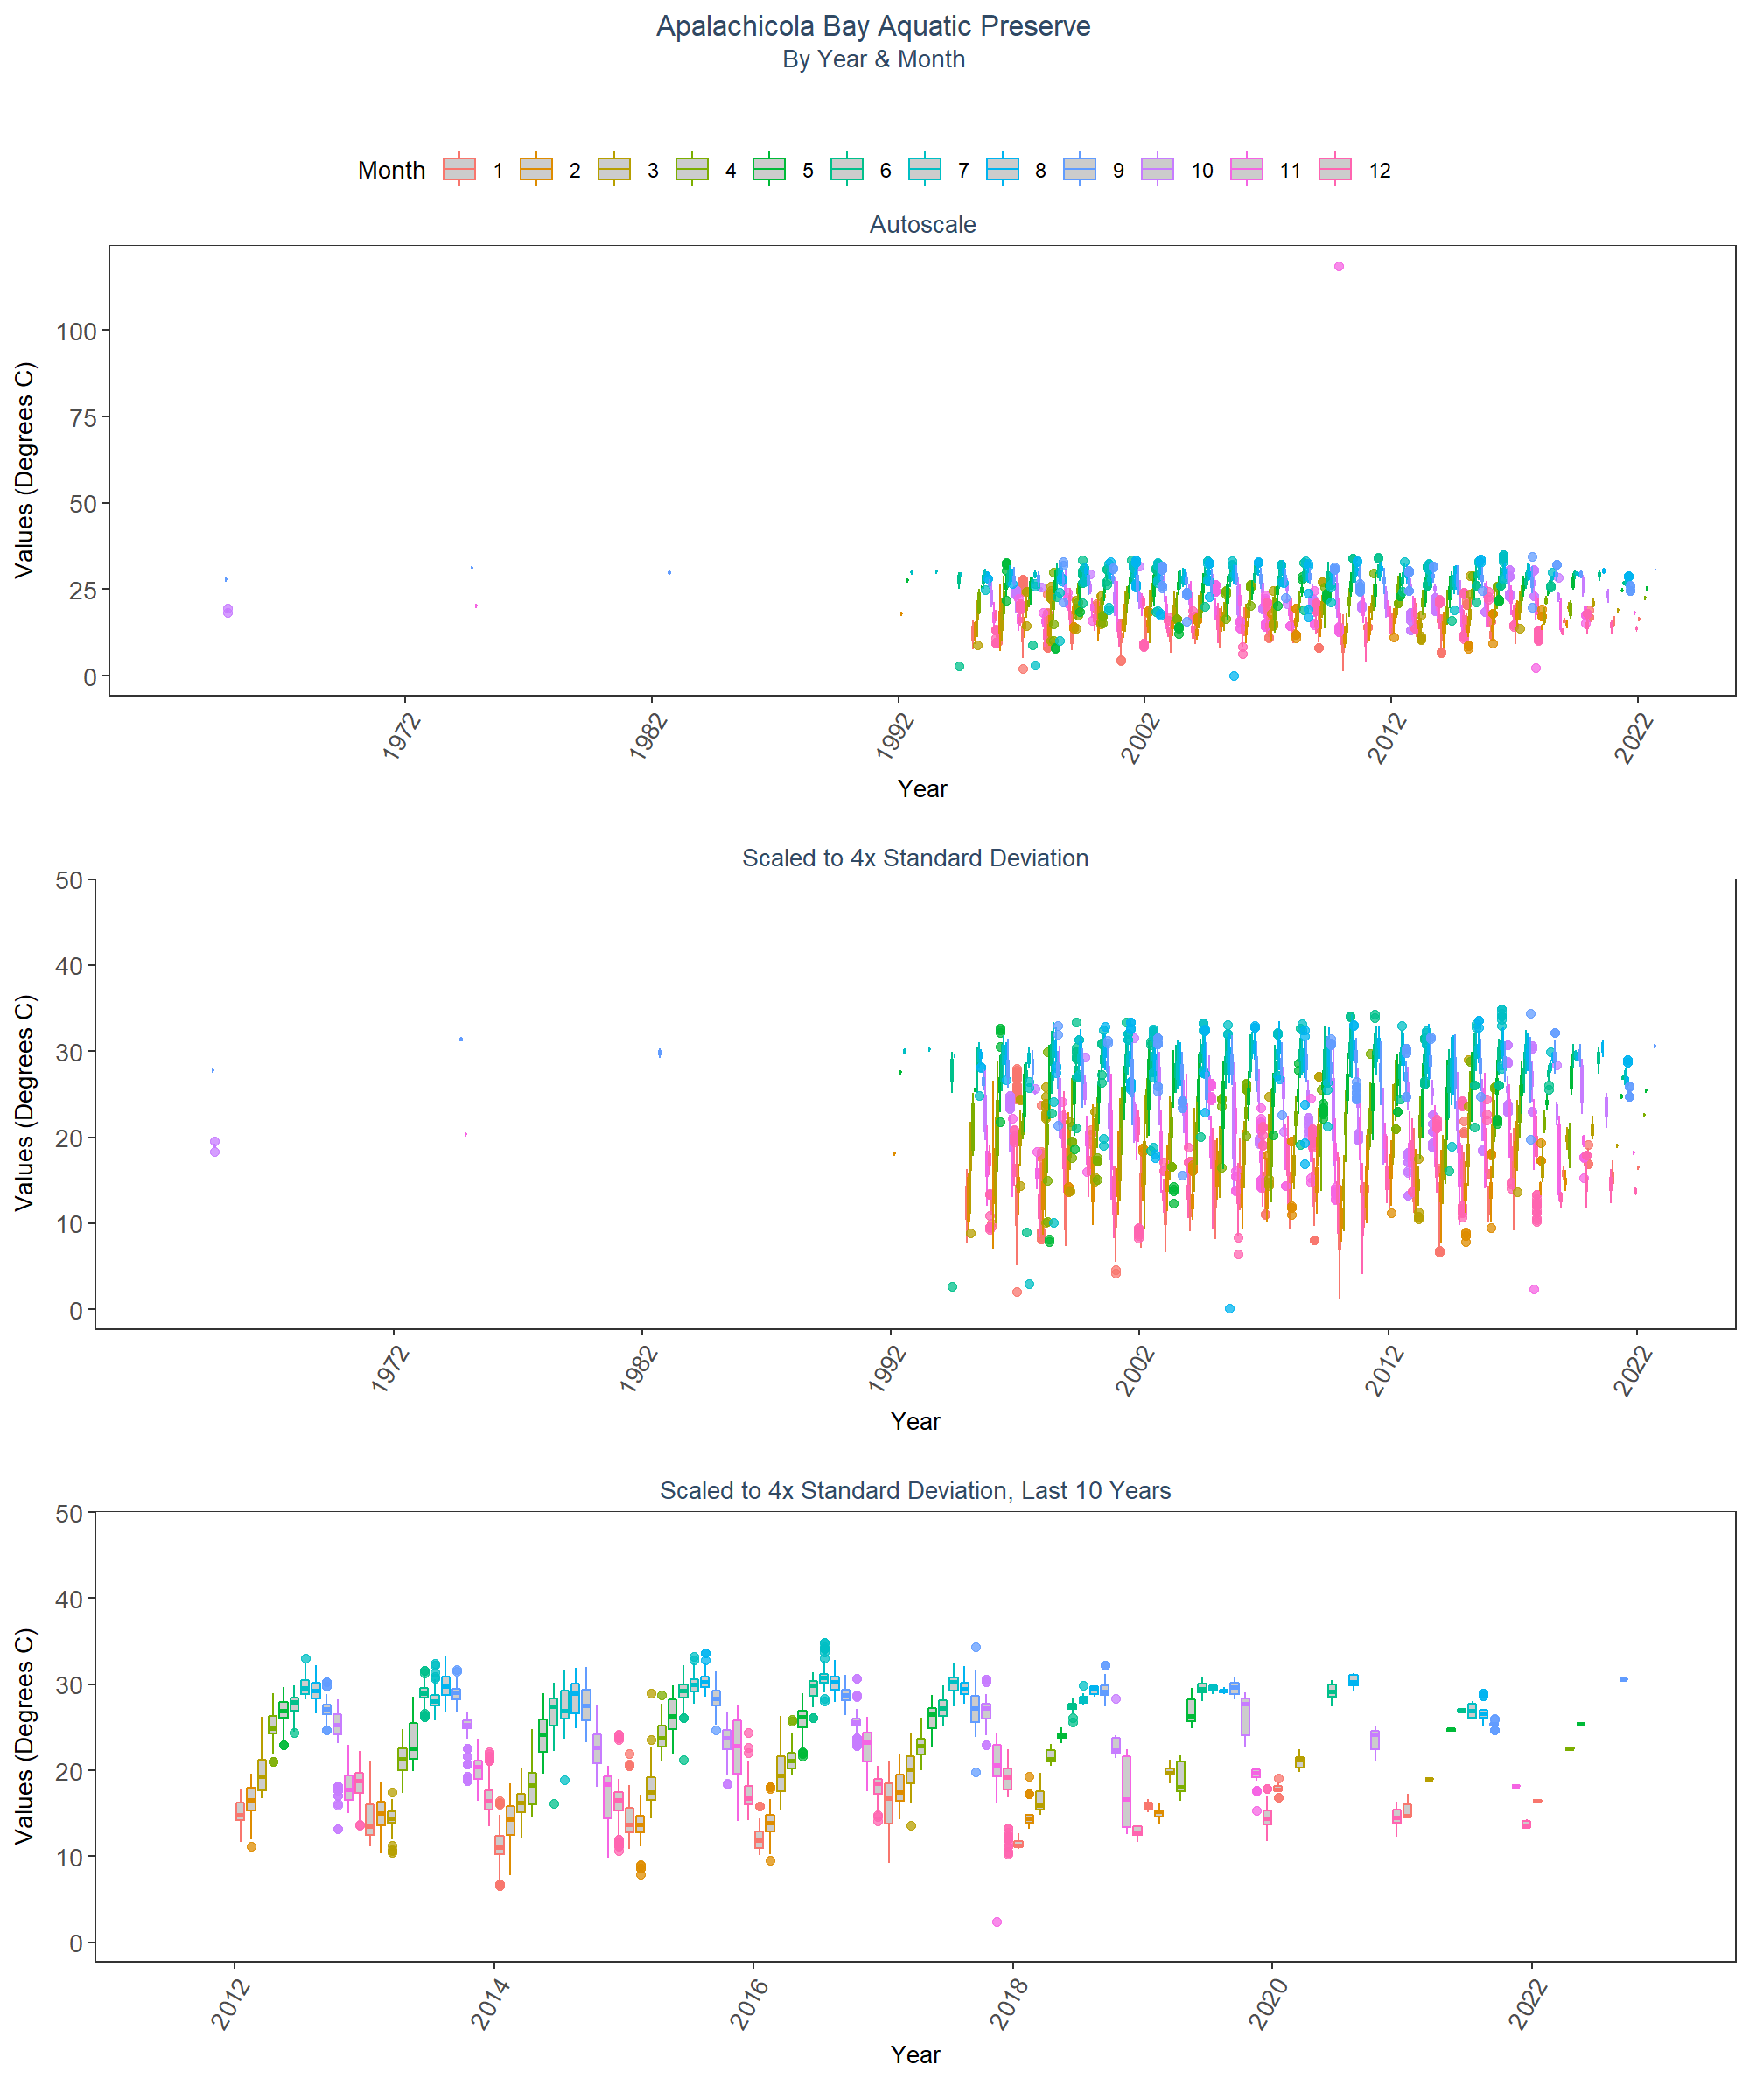 Apalachicola Bay Aquatic Preserve
By Year & Month
Month 1 2 3 4 5 6 7 8 9 10 11 12
Autoscale
Values (Degrees C)
100
75
50
25
0
1972 1982 1992 2002 2012 2022
Year
Scaled to 4x Standard Deviation
Values (Degrees C)
50
40
30
20
10
0
1972 1982 1992 2002 2012 2022
Year
Scaled to 4x Standard Deviation, Last 10 Years
Values (Degrees C)
50
40
30
20
10
0
2012 2014 2016 2018 2020 2022
Year